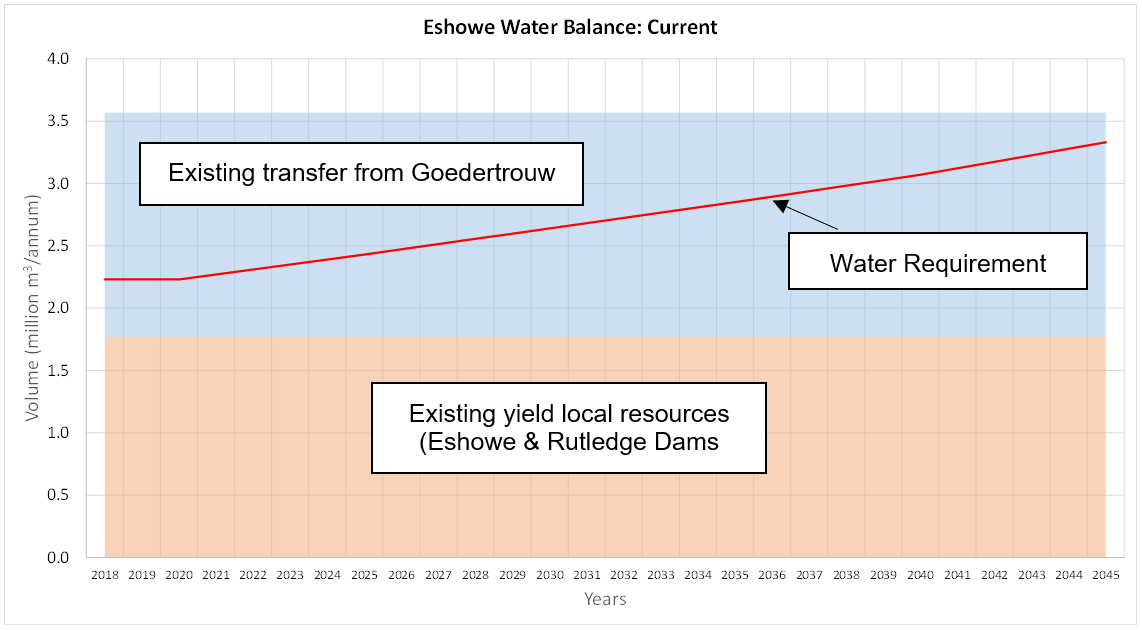 Eshowe Water Balance: Current
4.0
3.5
3.0
2.5
2.0
1.5
1.0
0.5
0.0
Volume (million m³/annum)
Existing transfer from Goedertrouw
Water Requirement
Existing yield local resources
(Eshowe & Rutledge Dams
2018 2019 2020 2021 2022 2023 2024 2025 2026 2027 2028 2029 2030 2031 2032 2033 2034 2035 2036 2037 2038 2039 2040 2041 2042 2043 2044 2045
Years